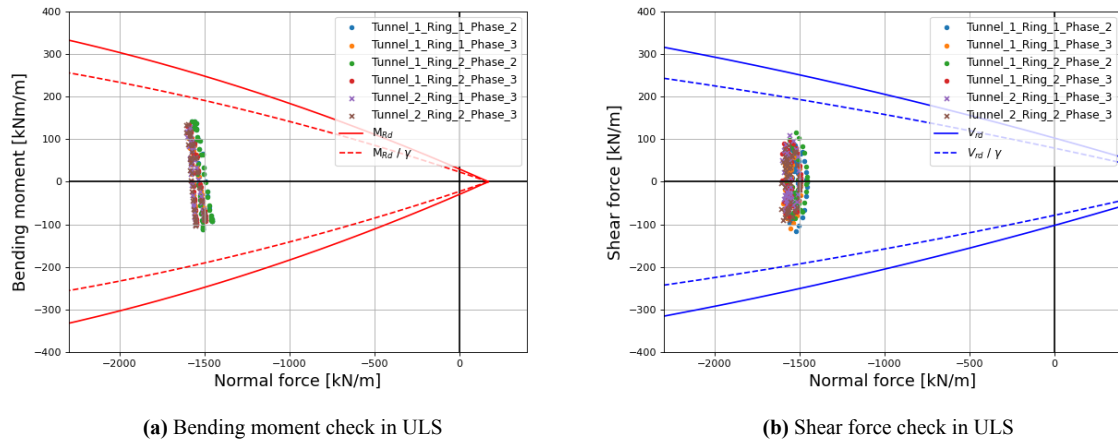 400
300
200
100
0
−100
−200
−300
−400
Bending moment [kNm/m]
Tunnel_1_Ring_1_Phase_2
Tunnel_1_Ring_1_Phase_3
Tunnel_1_Ring_2_Phase_2
Tunnel_1_Ring_2_Phase_3
Tunnel_2_Ring_1_Phase_3
Tunnel_2_Ring_2_Phase_3
M_Rd
M_Rd / γ
−2000 −1500 −1000 −500 0
Normal force [kN/m]
(a) Bending moment check in ULS
400
300
200
100
0
−100
−200
−300
−400
Shear force [kN/m]
Tunnel_1_Ring_1_Phase_2
Tunnel_1_Ring_1_Phase_3
Tunnel_1_Ring_2_Phase_2
Tunnel_1_Ring_2_Phase_3
Tunnel_2_Ring_1_Phase_3
Tunnel_2_Ring_2_Phase_3
V_rd
V_rd / γ
−2000 −1500 −1000 −500 0
Normal force [kN/m]
(b) Shear force check in ULS